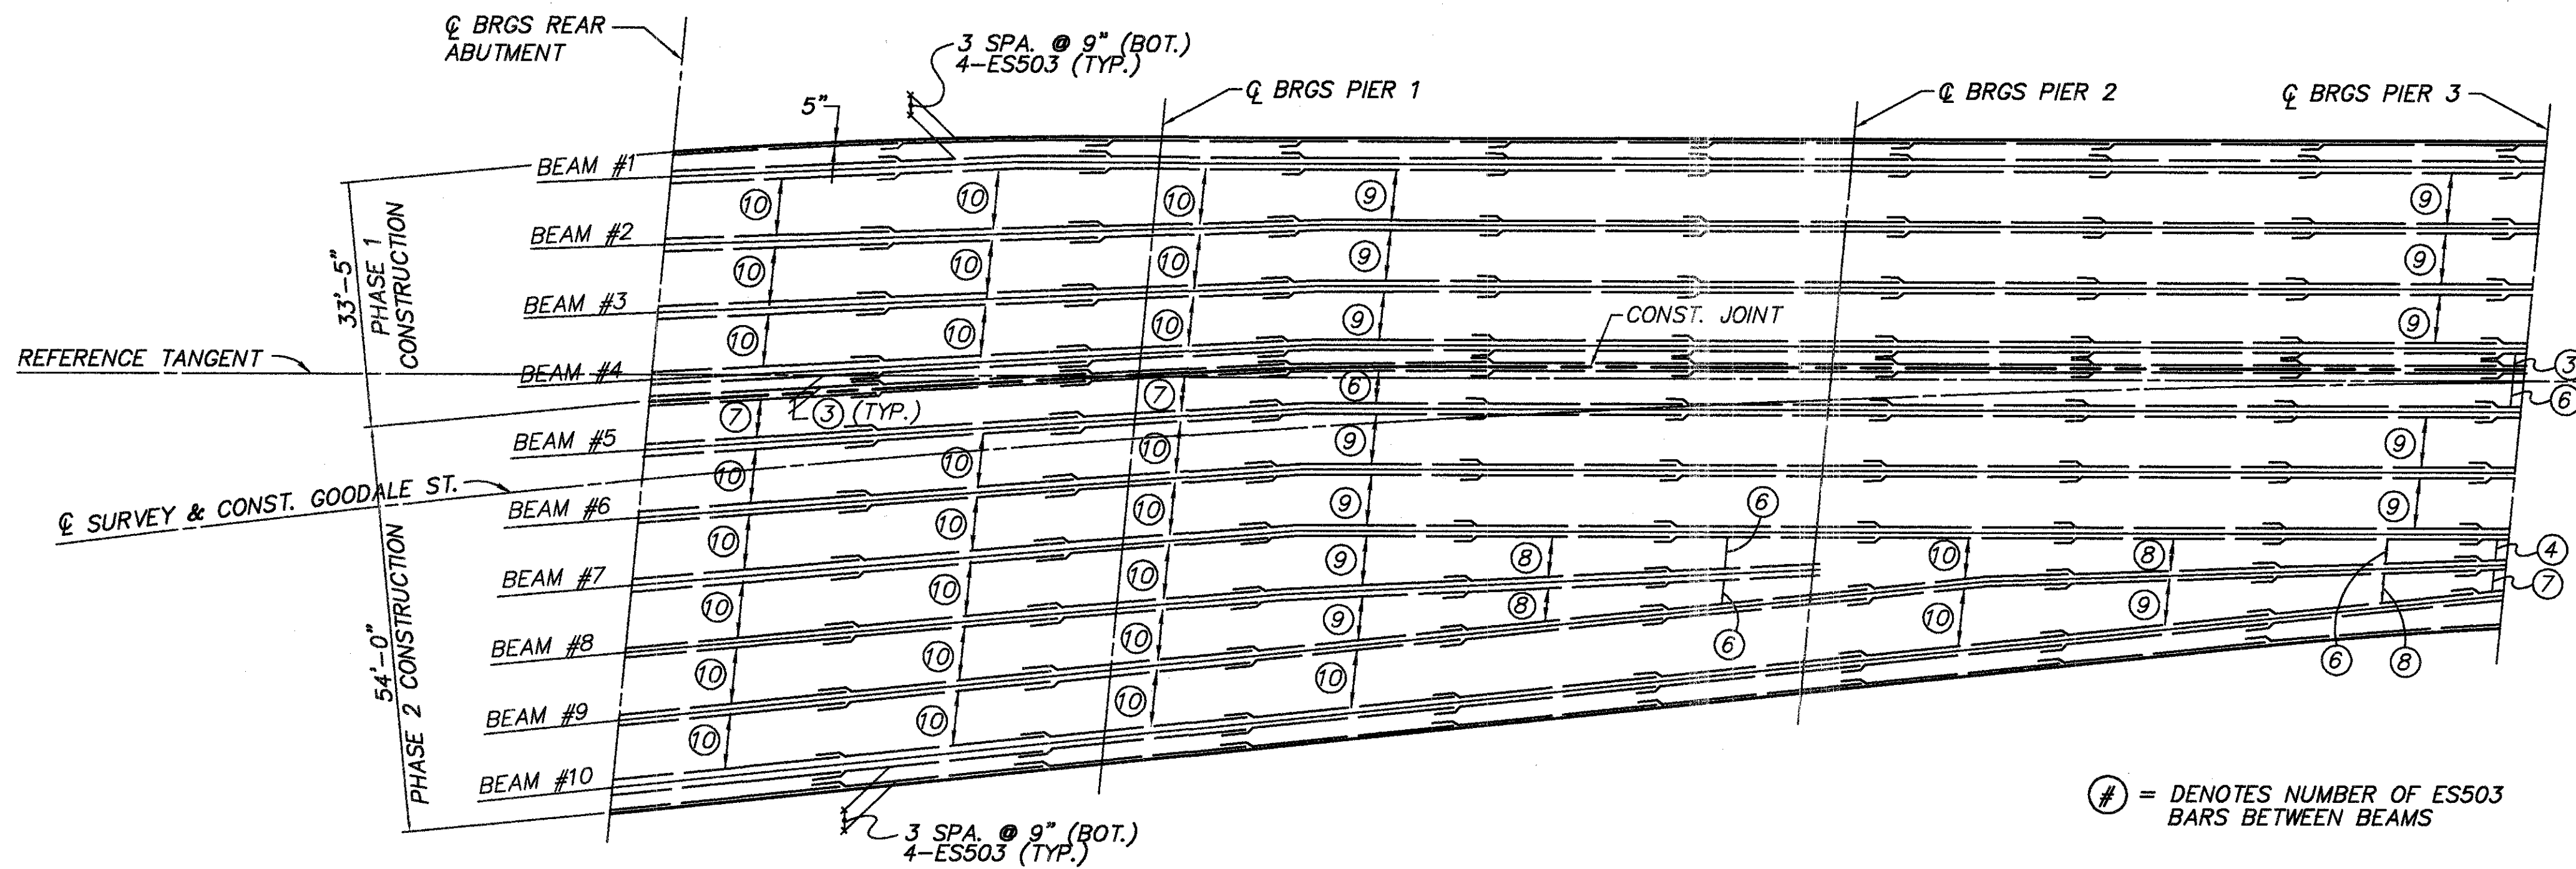 ℄ BRGS REAR
ABUTMENT
3 SPA. @ 9" (BOT.)
4-ES503 (TYP.)
5"
℄ BRGS PIER 1
℄ BRGS PIER 2
℄ BRGS PIER 3
BEAM #1
10 10 10 9 9
BEAM #2
10 10 10 9 9
BEAM #3
10 10 10 9 9
33'-5"
PHASE 1
CONSTRUCTION
CONST. JOINT
REFERENCE TANGENT
BEAM #4
3 (TYP.)
7 7 6 3
6
BEAM #5
10 10 10 9 9
℄ SURVEY & CONST. GOODALE ST.
BEAM #6
10 10 10 9 6 9
BEAM #7
10 10 10 9 8 10 8 4
BEAM #8
10 10 10 9 8 6 10 9 6 8 7
BEAM #9
10 10 10 10
BEAM #10
54'-0"
PHASE 2 CONSTRUCTION
3 SPA. @ 9" (BOT.)
4-ES503 (TYP.)
# = DENOTES NUMBER OF ES503
BARS BETWEEN BEAMS